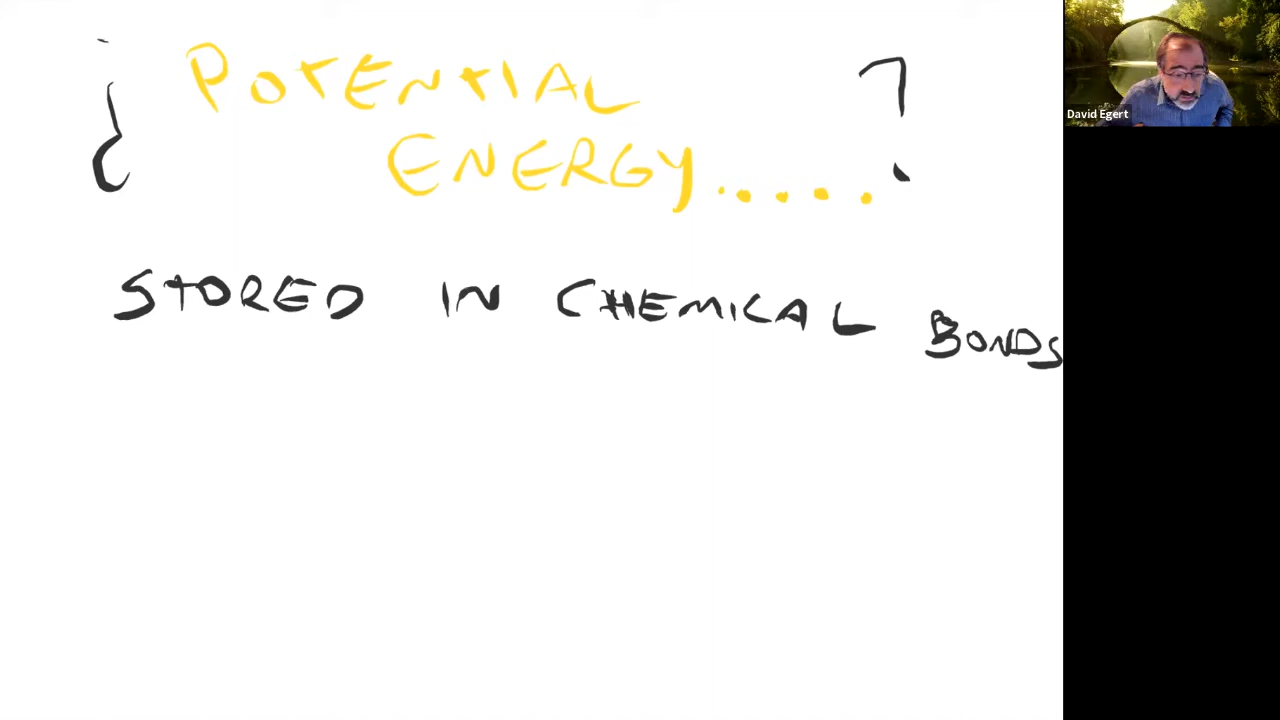 ¿ POTENTIAL ?
ENERGY.....
STORED IN CHEMICAL BONDS
David Egert